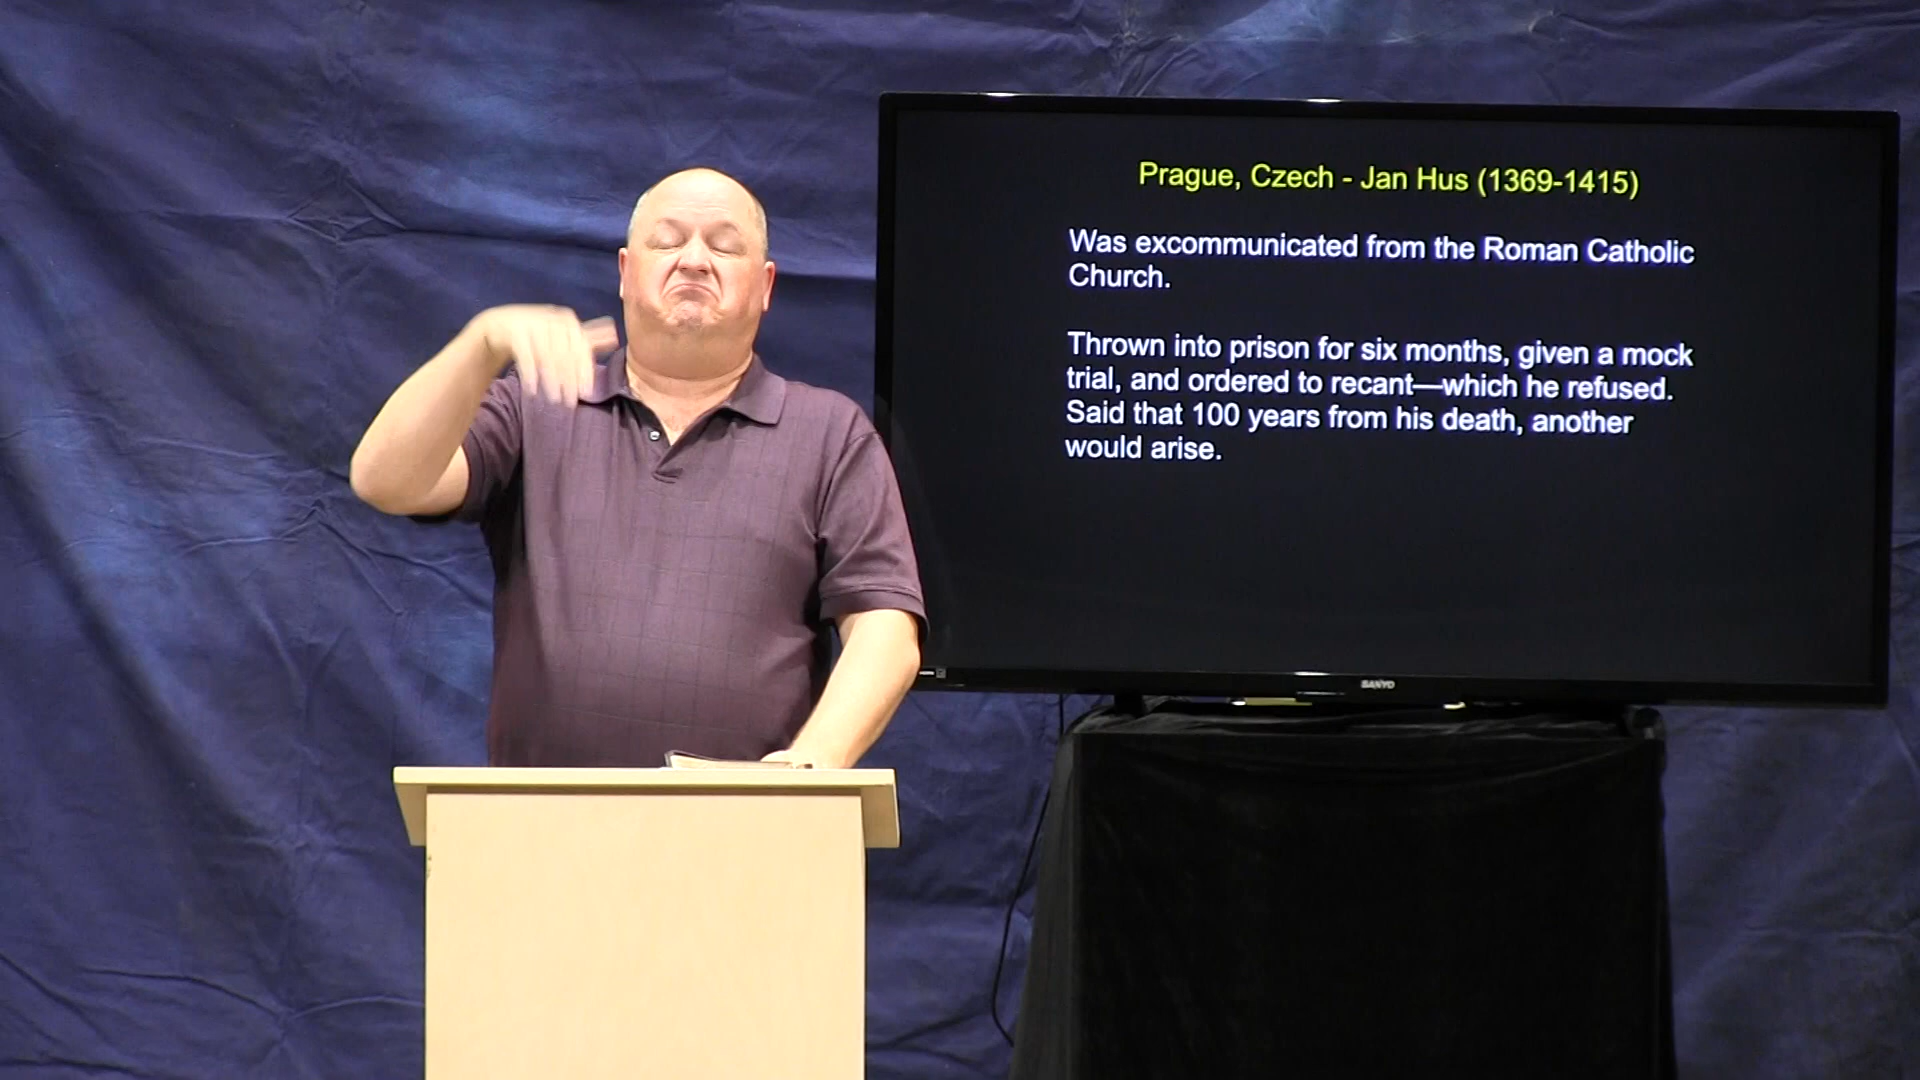 Prague, Czech - Jan Hus (1369-1415)
Was excommunicated from the Roman Catholic
Church.
Thrown into prison for six months, given a mock
trial, and ordered to recant—which he refused.
Said that 100 years from his death, another
would arise.
SANYO